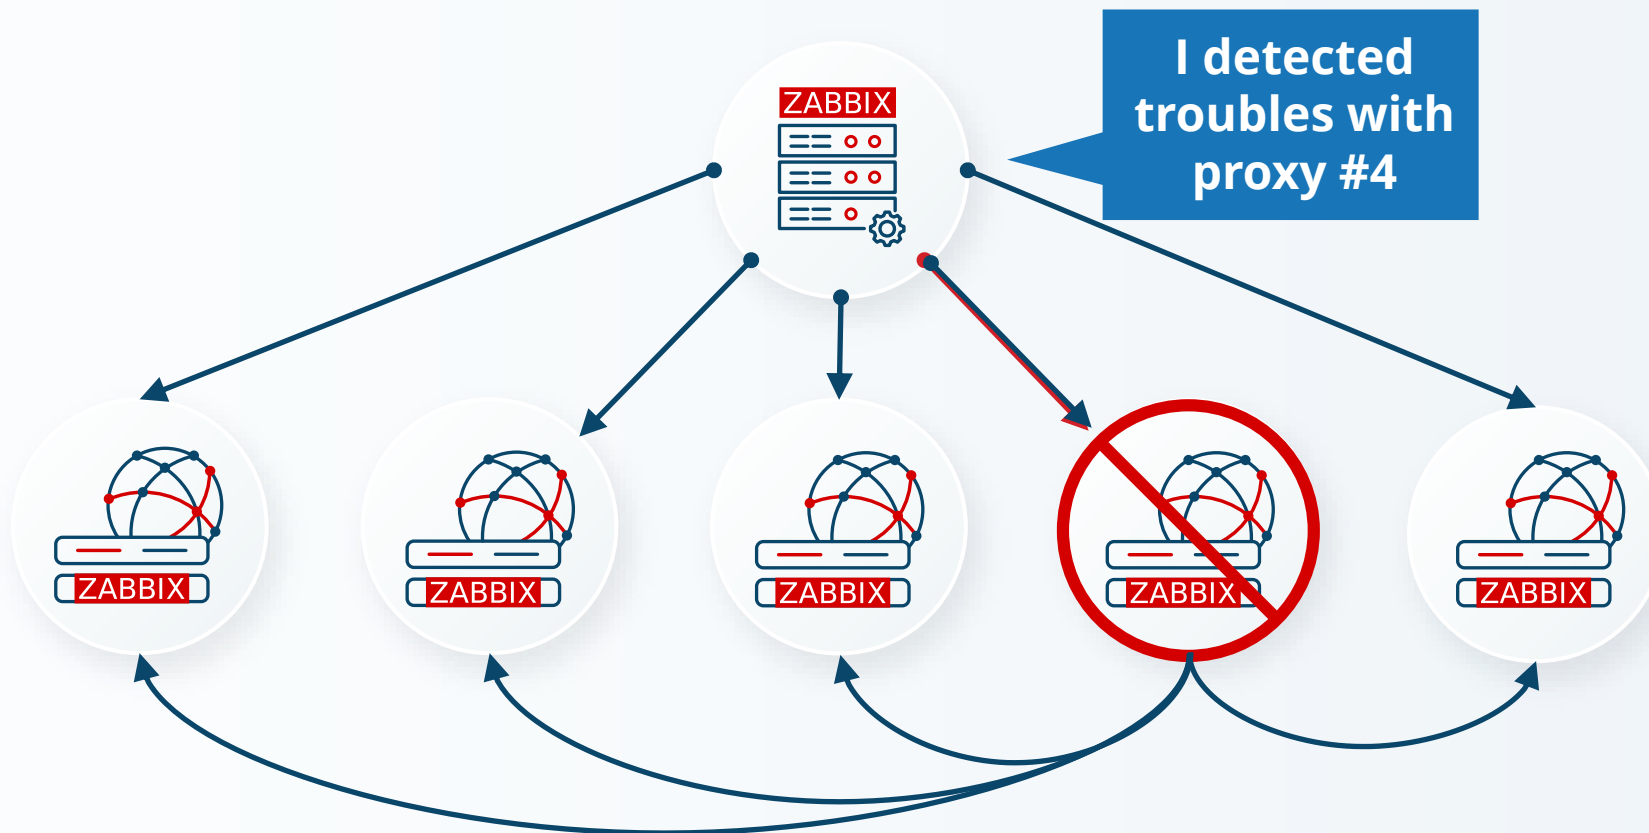 ZABBIX
I detected
troubles with
proxy #4
ZABBIX
ZABBIX
ZABBIX
ZABBIX
ZABBIX